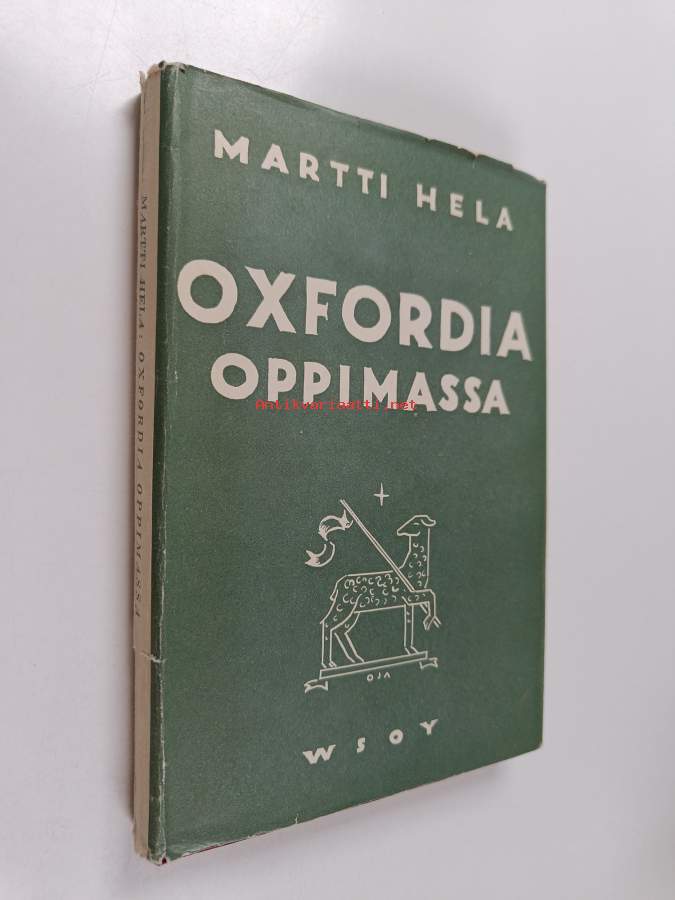 MARTTI HELA
OXFORDIA
OPPIMASSA
Antikvariaatti.net
OJA
WSOY
MARTTI HELA: OXFORDIA OPPIMASSA